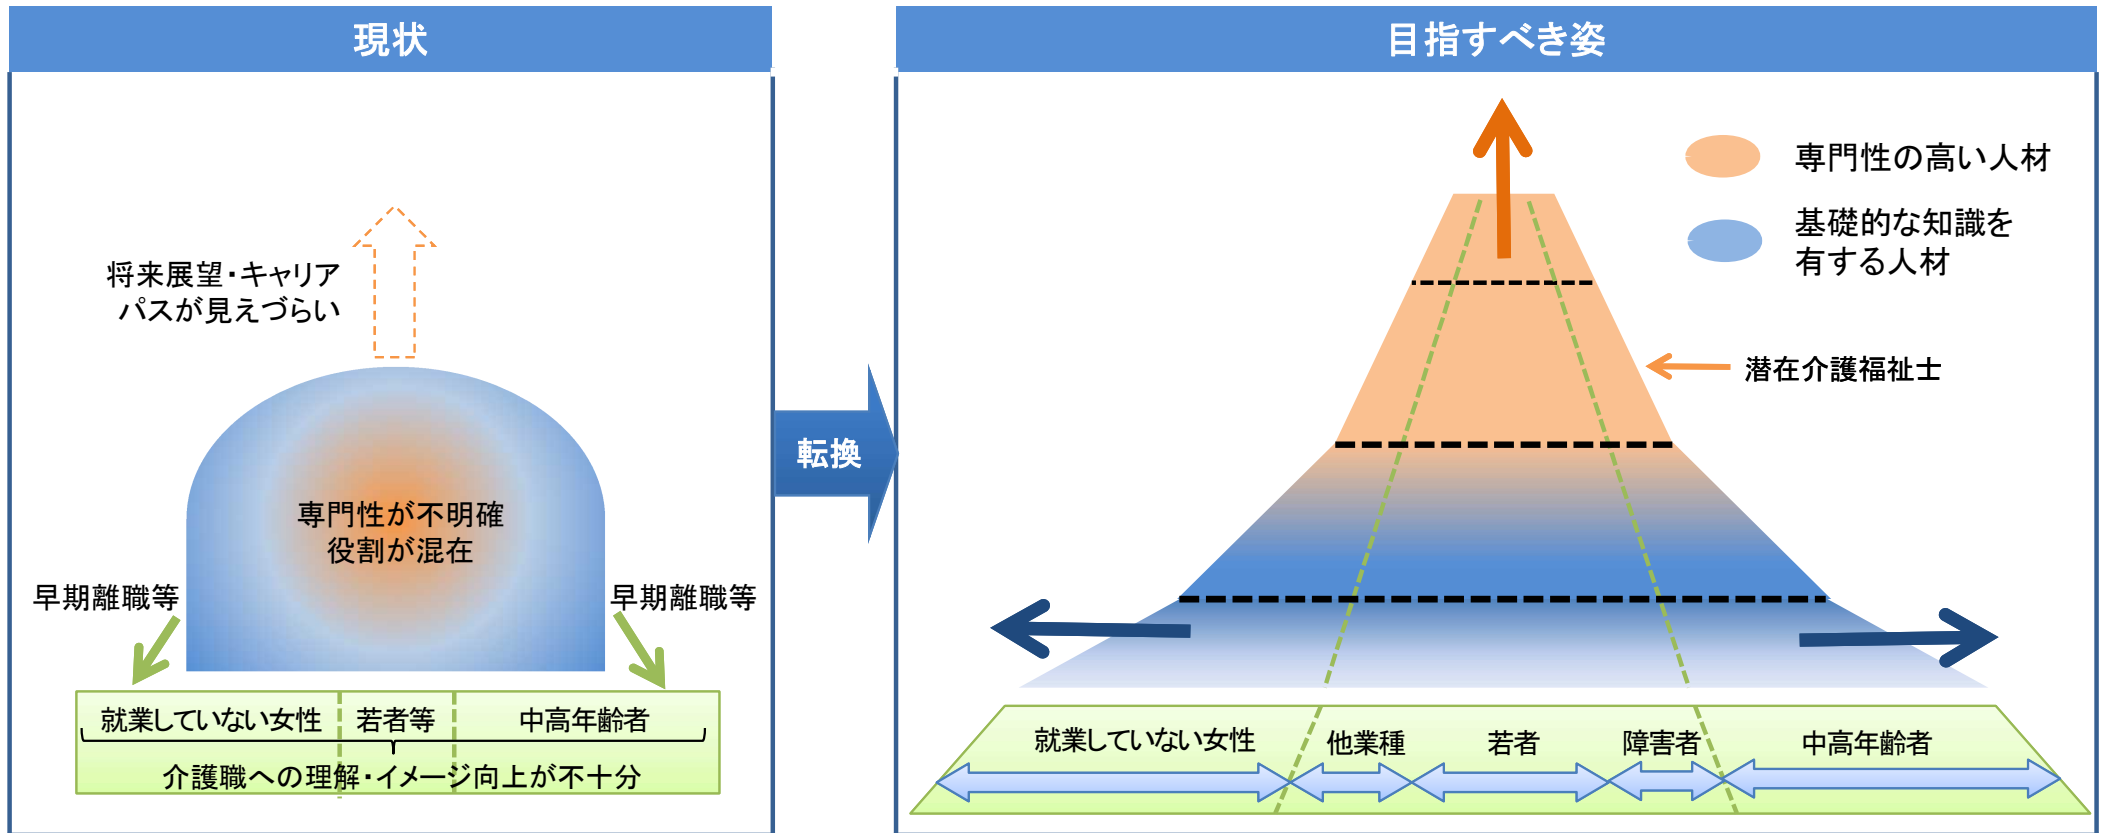 現状
将来展望・キャリア
パスが見えづらい
専門性が不明確
役割が混在
早期離職等
早期離職等
就業していない女性
若者等
中高年齢者
介護職への理解・イメージ向上が不十分
転換
目指すべき姿
専門性の高い人材
基礎的な知識を
有する人材
潜在介護福祉士
就業していない女性
他業種
若者
障害者
中高年齢者